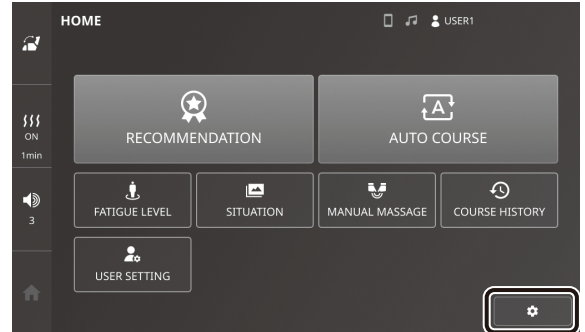 HOME
USER1
ON
1min
3
RECOMMENDATION
A
AUTO COURSE
FATIGUE LEVEL
SITUATION
MANUAL MASSAGE
COURSE HISTORY
USER SETTING